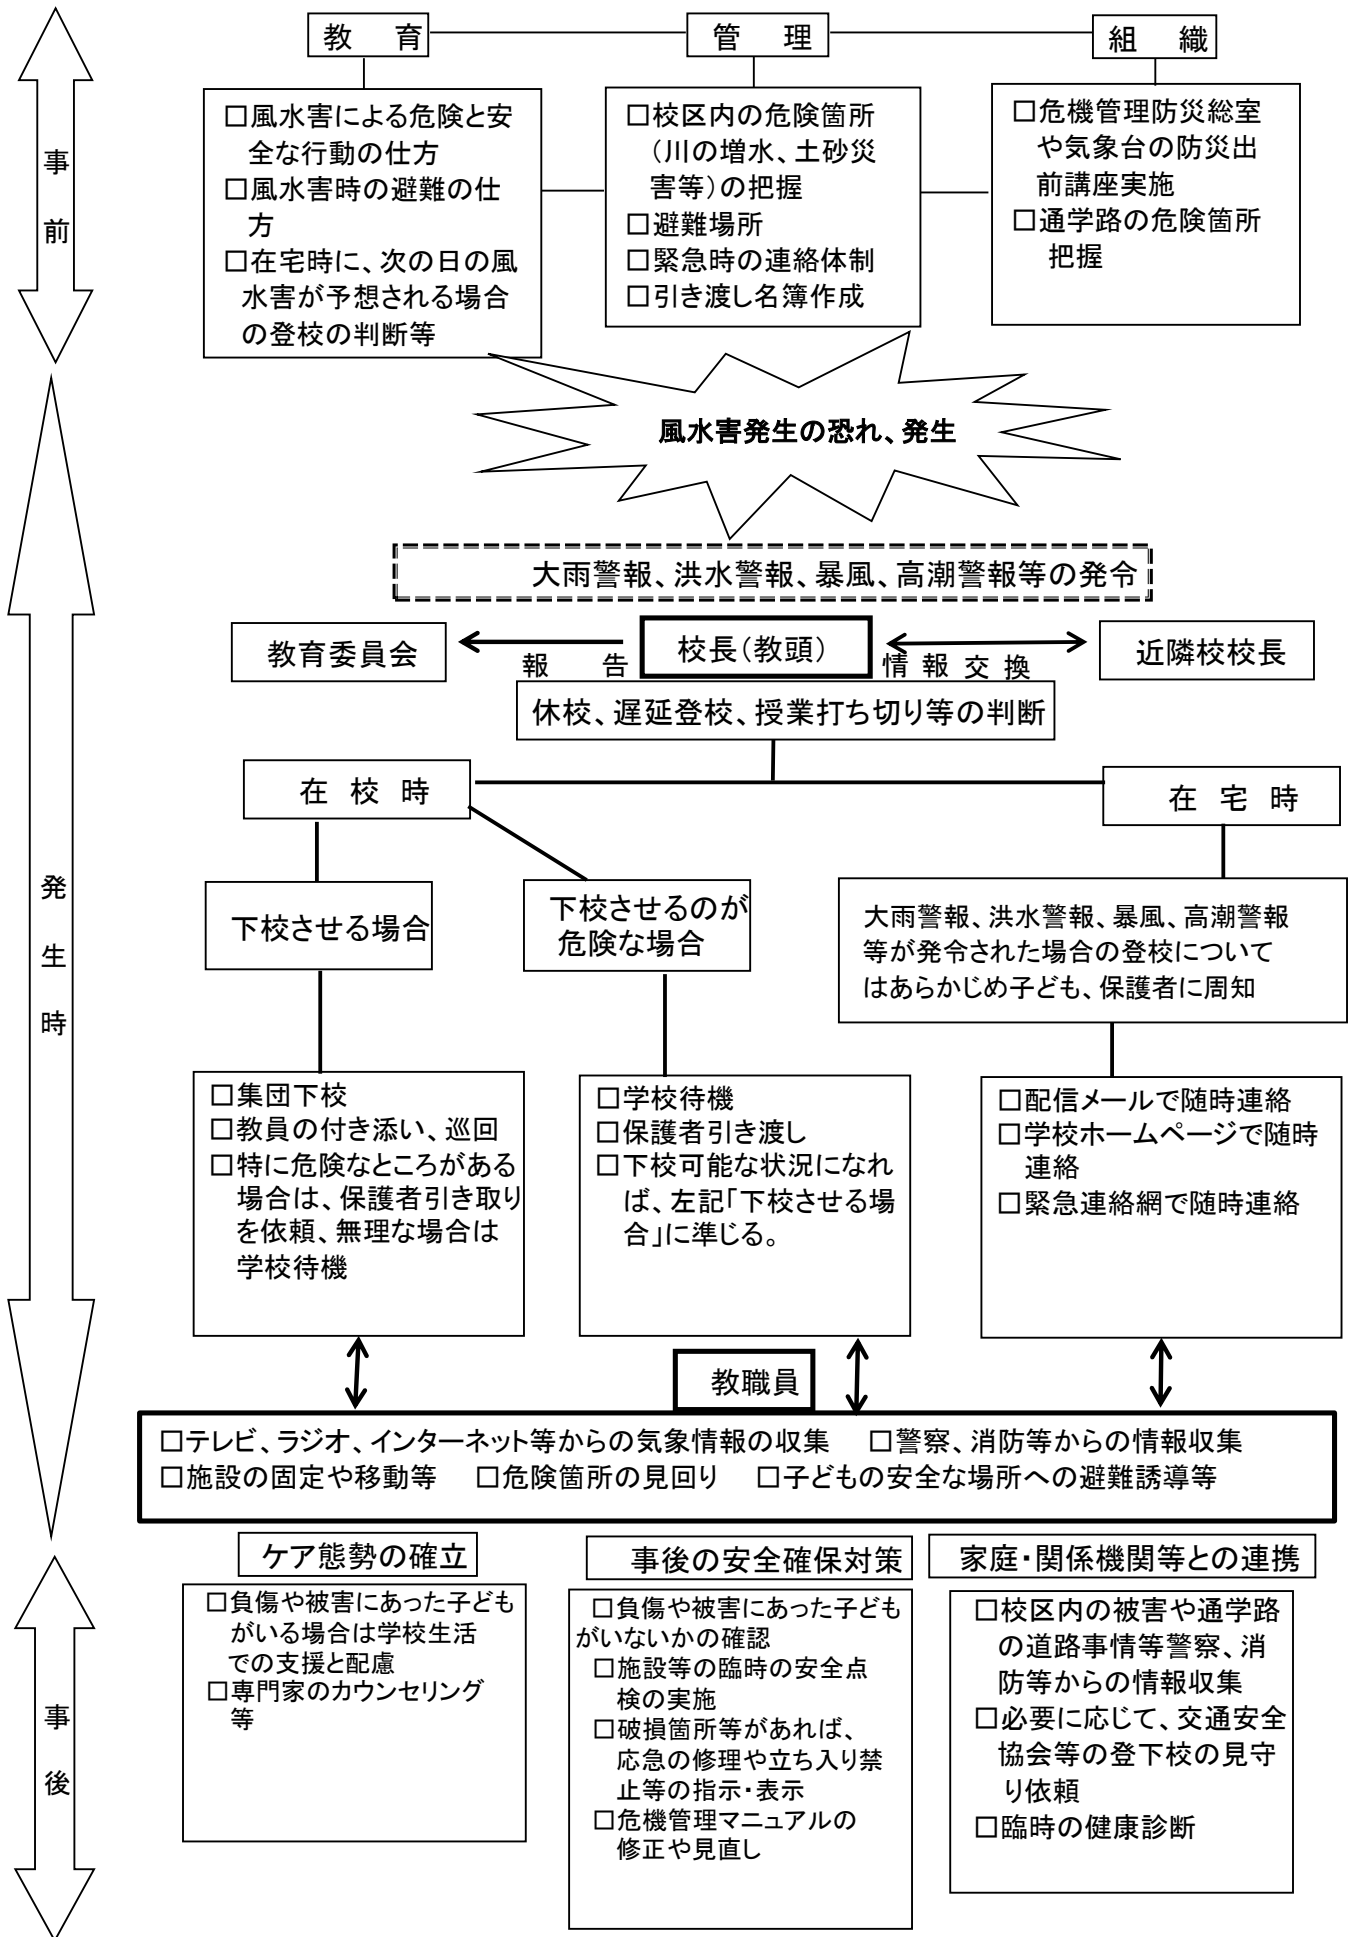 教　育
管　理
組　織
事前
□風水害による危険と安
全な行動の仕方
□風水害時の避難の仕
方
□在宅時に、次の日の風
水害が予想される場合
の登校の判断等
□校区内の危険箇所
（川の増水、土砂災
害等）の把握
□避難場所
□緊急時の連絡体制
□引き渡し名簿作成
□危機管理防災総室
や気象台の防災出
前講座実施
□通学路の危険箇所
把握
風水害発生の恐れ、発生
大雨警報、洪水警報、暴風、高潮警報等の発令
発生時
教育委員会
報　告
校長（教頭）
情報交換
近隣校校長
休校、遅延登校、授業打ち切り等の判断
在校時
在宅時
下校させる場合
下校させるのが
危険な場合
大雨警報、洪水警報、暴風、高潮警報
等が発令された場合の登校について
はあらかじめ子ども、保護者に周知
□集団下校
□教員の付き添い、巡回
□特に危険なところがある
場合は、保護者引き取り
を依頼、無理な場合は
学校待機
□学校待機
□保護者引き渡し
□下校可能な状況になれ
ば、左記「下校させる場
合」に準じる。
□配信メールで随時連絡
□学校ホームページで随時
連絡
□緊急連絡網で随時連絡
教職員
□テレビ、ラジオ、インターネット等からの気象情報の収集　□警察、消防等からの情報収集
□施設の固定や移動等　□危険箇所の見回り　□子どもの安全な場所への避難誘導等
事後
ケア態勢の確立
□負傷や被害にあった子ども
がいる場合は学校生活
での支援と配慮
□専門家のカウンセリング
等
事後の安全確保対策
□負傷や被害にあった子ども
がいないかの確認
□施設等の臨時の安全点
検の実施
□破損箇所等があれば、
応急の修理や立ち入り禁
止等の指示・表示
□危機管理マニュアルの
修正や見直し
家庭・関係機関等との連携
□校区内の被害や通学路
の道路事情等警察、消
防等からの情報収集
□必要に応じて、交通安全
協会等の登下校の見守
り依頼
□臨時の健康診断